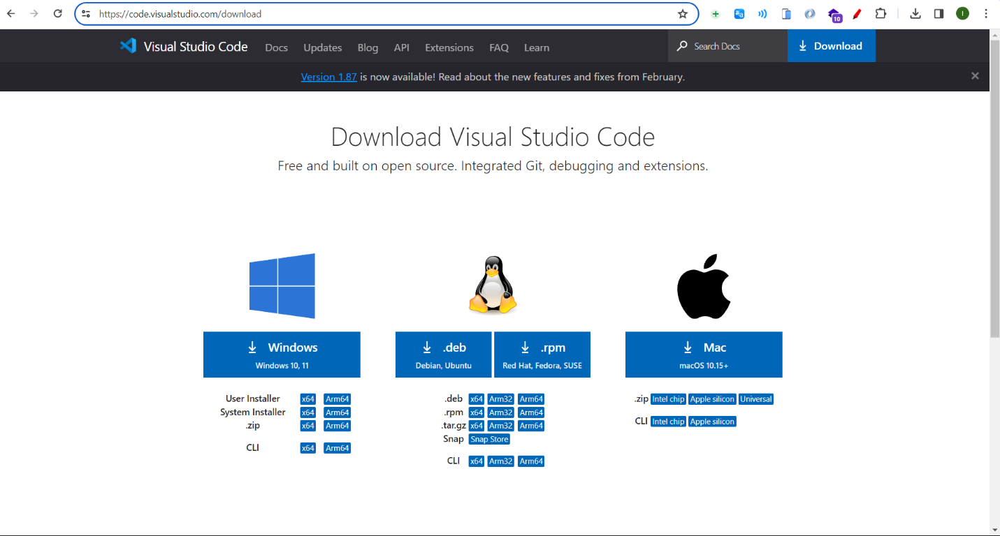 https://code.visualstudio.com/download
10
I
Visual Studio Code Docs Updates Blog API Extensions FAQ Learn Search Docs Download
Version 1.87 is now available! Read about the new features and fixes from February.
Download Visual Studio Code
Free and built on open source. Integrated Git, debugging and extensions.
Windows
Windows 10, 11
User Installer x64 Arm64
System Installer x64 Arm64
.zip x64 Arm64
CLI x64 Arm64
.deb
Debian, Ubuntu
.rpm
Red Hat, Fedora, SUSE
.deb x64 Arm32 Arm64
.rpm x64 Arm32 Arm64
.tar.gz x64 Arm32 Arm64
Snap Snap Store
CLI x64 Arm32 Arm64
Mac
macOS 10.15+
.zip Intel chip Apple silicon Universal
CLI Intel chip Apple silicon